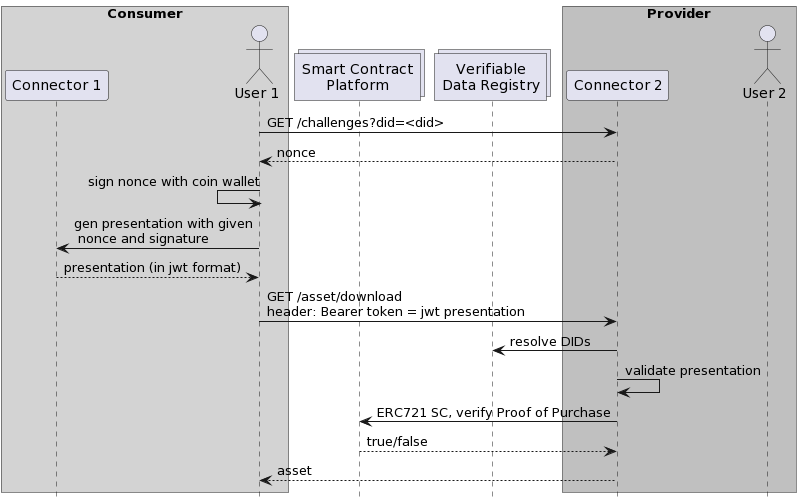 Consumer
Provider
User 1
User 2
Connector 1
Smart Contract
Platform
Verifiable
Data Registry
Connector 2
GET /challenges?did=<did>
nonce
sign nonce with coin wallet
gen presentation with given
nonce and signature
presentation (in jwt format)
GET /asset/download
header: Bearer token = jwt presentation
resolve DIDs
validate presentation
ERC721 SC, verify Proof of Purchase
true/false
asset